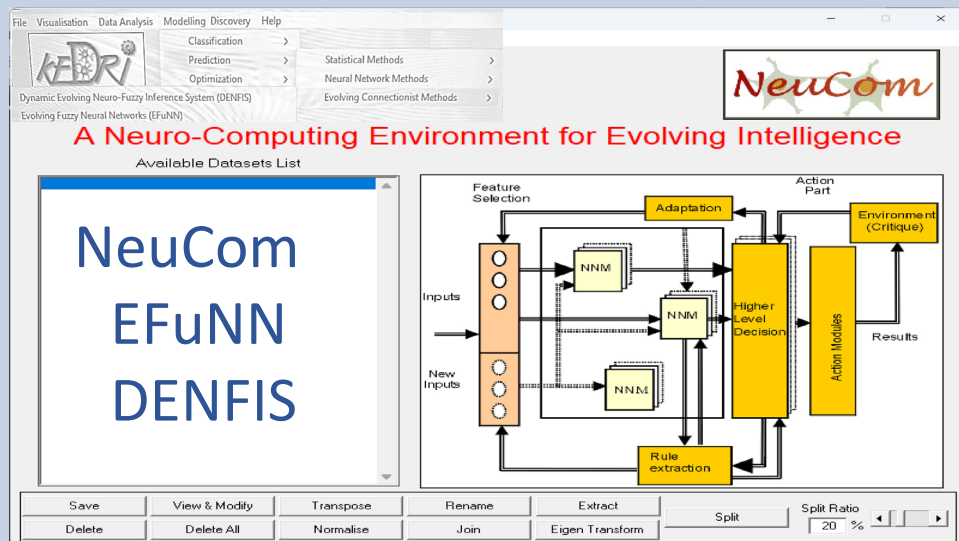 File Visualisation Data Analysis Modelling Discovery Help
Classification >
Prediction >
Optimization >
Statistical Methods >
Neural Network Methods >
Evolving Connectionist Methods >
Dynamic Evolving Neuro-Fuzzy Inference System (DENFIS)
Evolving Fuzzy Neural Networks (EFuNN)
KEDRI
NeuCom
A Neuro-Computing Environment for Evolving Intelligence
Available Datasets List
NeuCom
EFuNN
DENFIS
Feature
Selection
Adaptation
Action
Part
Environment
(Critique)
NNM
Inputs
NNM
Higher
Level
Decision
Action Modules
Results
New
Inputs
NNM
Rule
extraction
Save View & Modify Transpose Rename Extract
Delete Delete All Normalise Join Eigen Transform
Split
Split Ratio
20 %